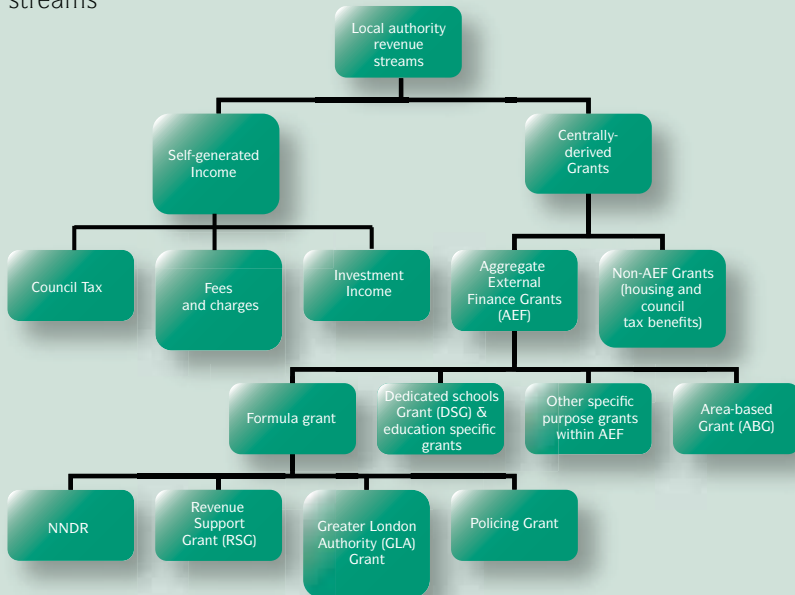 streams
Local authority
revenue
streams
Self-generated
Income
Centrally-
derived
Grants
Council Tax
Fees
and charges
Investment
Income
Aggregate
External
Finance Grants
(AEF)
Non-AEF Grants
(housing and
council
tax benefits)
Formula grant
Dedicated schools
Grant (DSG) &
education specific
grants
Other specific
purpose grants
within AEF
Area-based
Grant (ABG)
NNDR
Revenue
Support
Grant (RSG)
Greater London
Authority (GLA)
Grant
Policing Grant